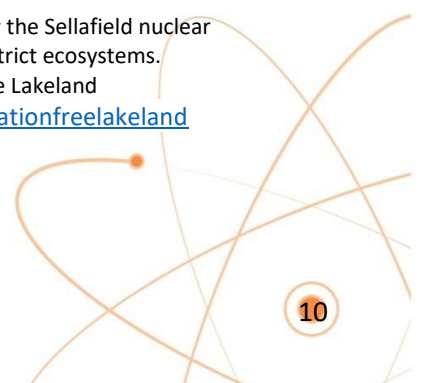 the Sellafield nuclear
trict ecosystems.
e Lakeland
ationfreelakeland
10